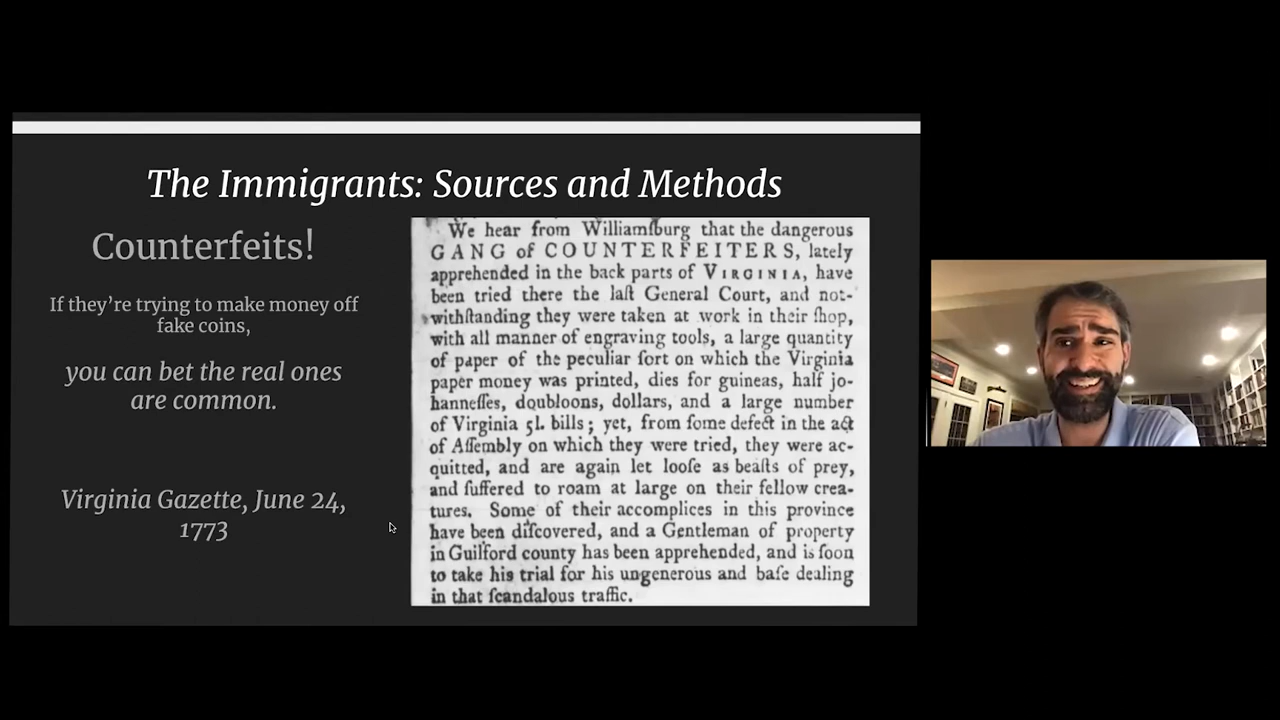 The Immigrants: Sources and Methods
Counterfeits!
If they're trying to make money off
fake coins,
you can bet the real ones
are common.
Virginia Gazette, June 24,
1773
We hear from Williamſburg that the dangerous
GANG of COUNTERFEITERS, lately
apprehended in the back parts of VIRGINIA, have
been tried there the laſt General Court, and not-
withſtanding they were taken at work in their ſhop,
with all manner of engraving tools, a large quantity
of paper of the peculiar ſort on which the Virginia
paper money was printed, dies for guineas, half jo-
hanneſſes, doubloons, dollars, and a large number
of Virginia 5l. bills; yet, from ſome defect in the act
of Aſſembly on which they were tried, they were ac-
quitted, and are again let looſe as beaſts of prey,
and ſuffered to roam at large on their fellow crea-
tures. Some of their accomplices in this province
have been diſcovered, and a Gentleman of property
in Guilford county has been apprehended, and is ſoon
to take his trial for his ungenerous and baſe dealing
in that ſcandalous traffic.